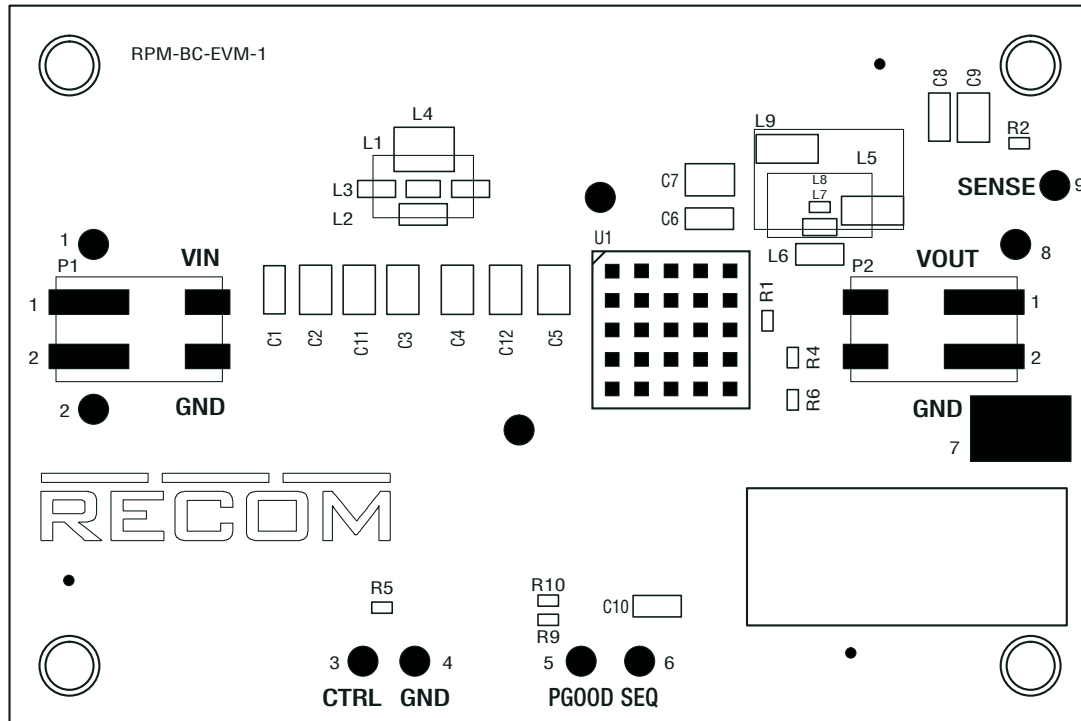 RPM-BC-EVM-1
L4
L1
L3
L2
L9
L5
L8
L7
L6
C7
C6
C8
C9
R2
SENSE
9
8
1
VIN
P1
1
2
2
GND
C1
C2
C11
C3
C4
C12
C5
U1
R1
R4
R6
P2
VOUT
1
2
GND
7
RECOM
R5
R10
R9
C10
3
4
5
6
CTRL
GND
PGOOD
SEQ